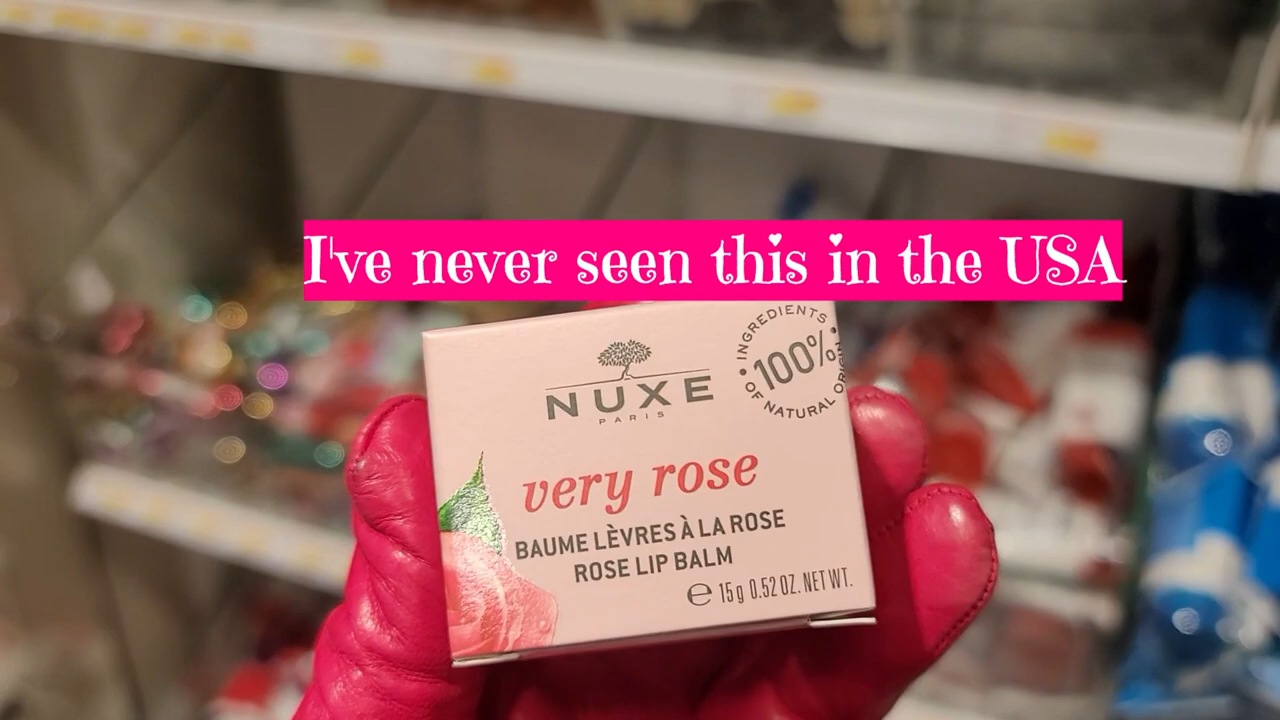 I've never seen this in the USA
NUXE
PARIS
INGREDIENTS
100%
OF NATURAL ORIGIN
very rose
BAUME LÈVRES À LA ROSE
ROSE LIP BALM
℮ 15g 0.52 OZ. NET WT.